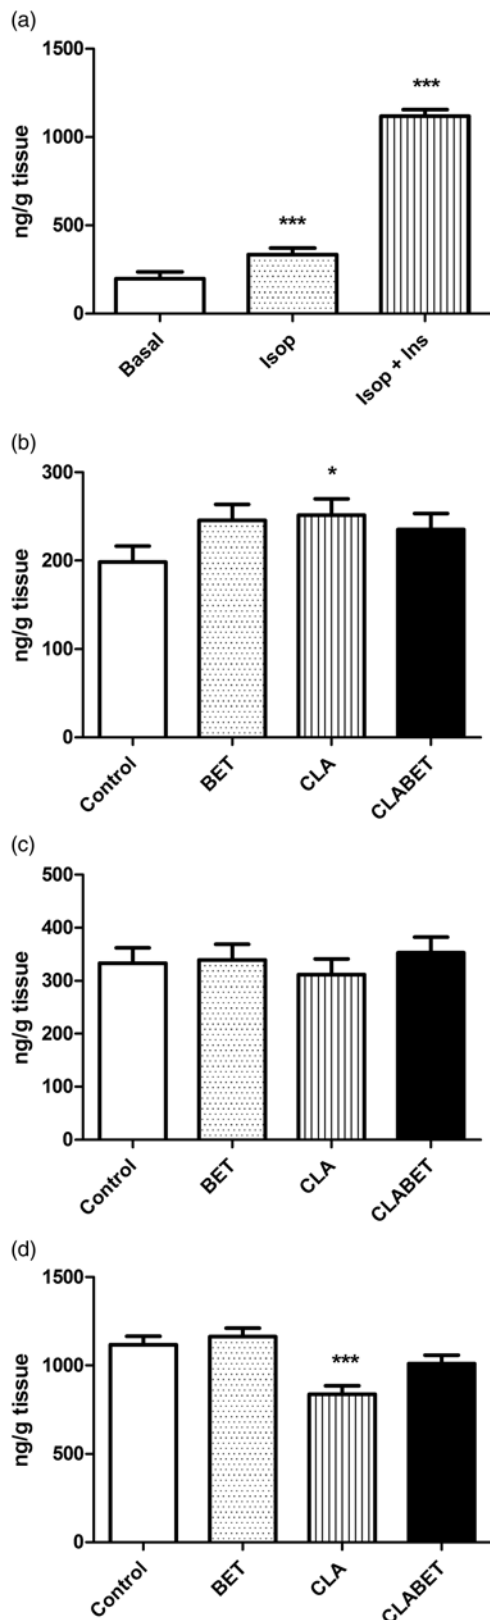 (a)
1500
***
1000
ng/g tissue
***
500
0
Basal
Isop
Isop + Ins
(b)
300
*
200
ng/g tissue
100
0
Control
BET
CLA
CLABET
(c)
500
400
300
ng/g tissue
200
100
0
Control
BET
CLA
CLABET
(d)
1500
1000
***
ng/g tissue
500
0
Control
BET
CLA
CLABET